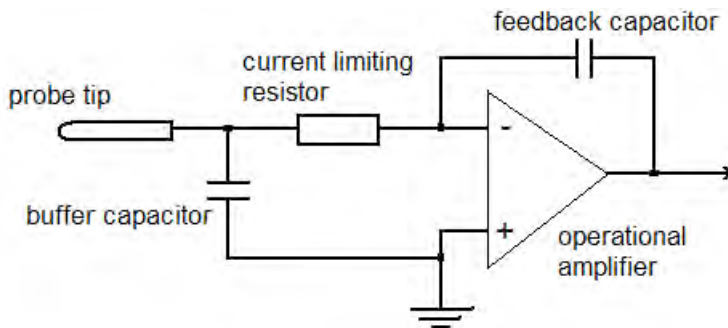 feedback capacitor
current limiting
resistor
probe tip
-
buffer capacitor
+
operational
amplifier